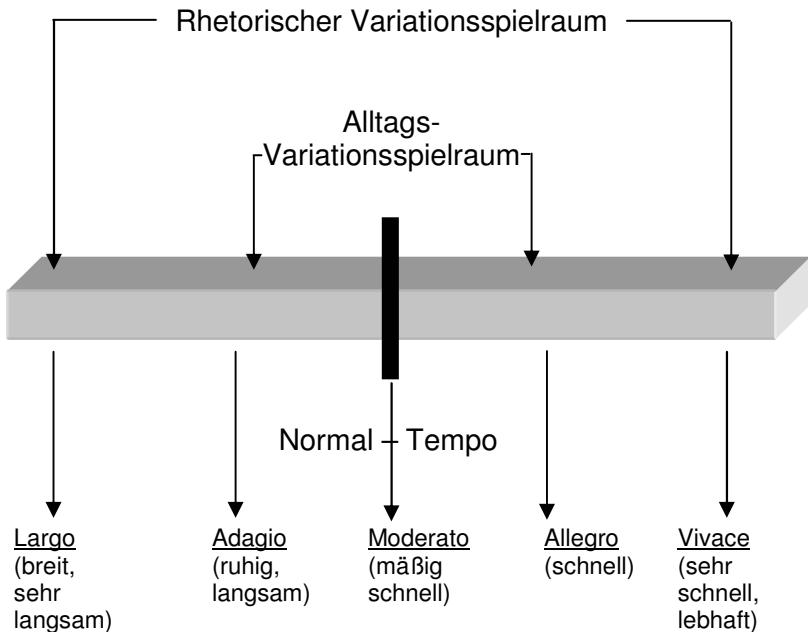 Rhetorischer Variationsspielraum
Alltags-
Variationsspielraum
Normal – Tempo
Largo
(breit,
sehr
langsam)
Adagio
(ruhig,
langsam)
Moderato
(mäßig
schnell)
Allegro
(schnell)
Vivace
(sehr
schnell,
lebhaft)